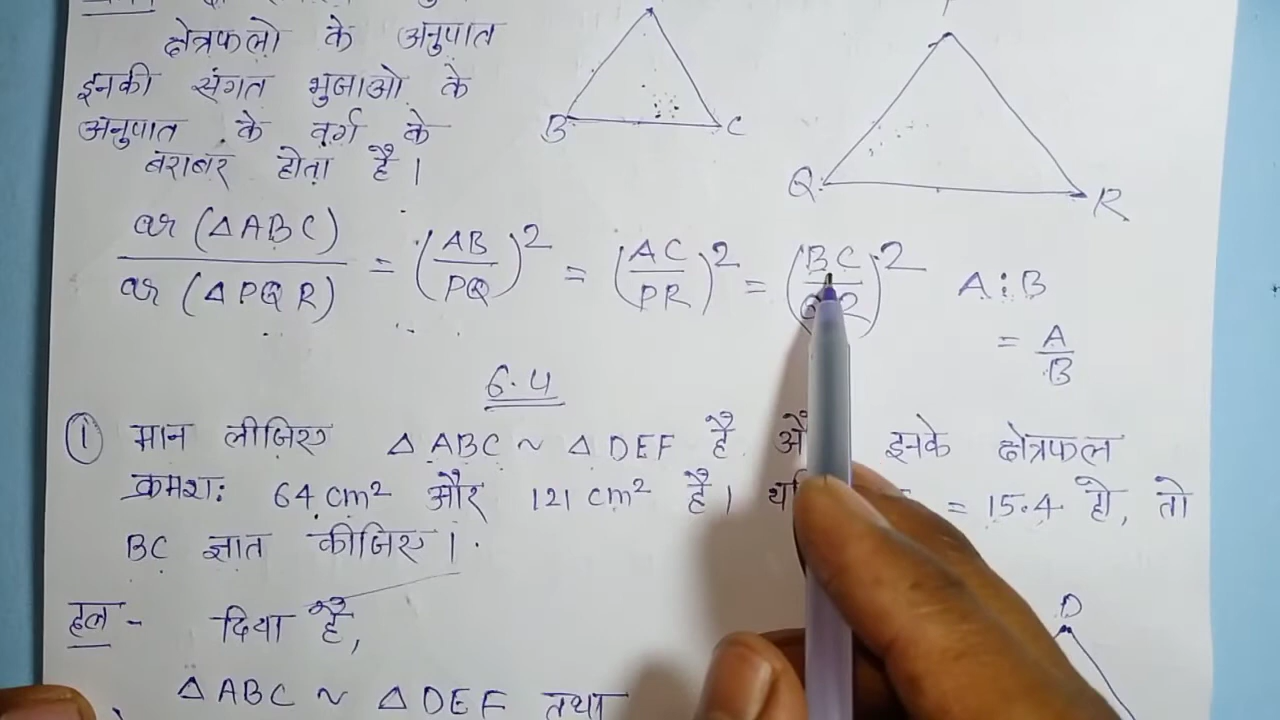 क्षेत्रफलो के अनुपात
इनकी संगत भुजाओ के
अनुपात के वर्ग के
बराबर होता है।
B C
Q R
ar (△ABC) / ar (△PQR) = (AB/PQ)² = (AC/PR)² = (BC/QR)² A:B
= A/B
6.4
① मान लीजिए △ABC ~ △DEF है इनके क्षेत्रफल
क्रमश: 64 cm² और 121 cm² है। = 15.4 हो, तो
BC ज्ञात कीजिए।
हल - दिया है,
D
△ABC ~ △DEF तथा